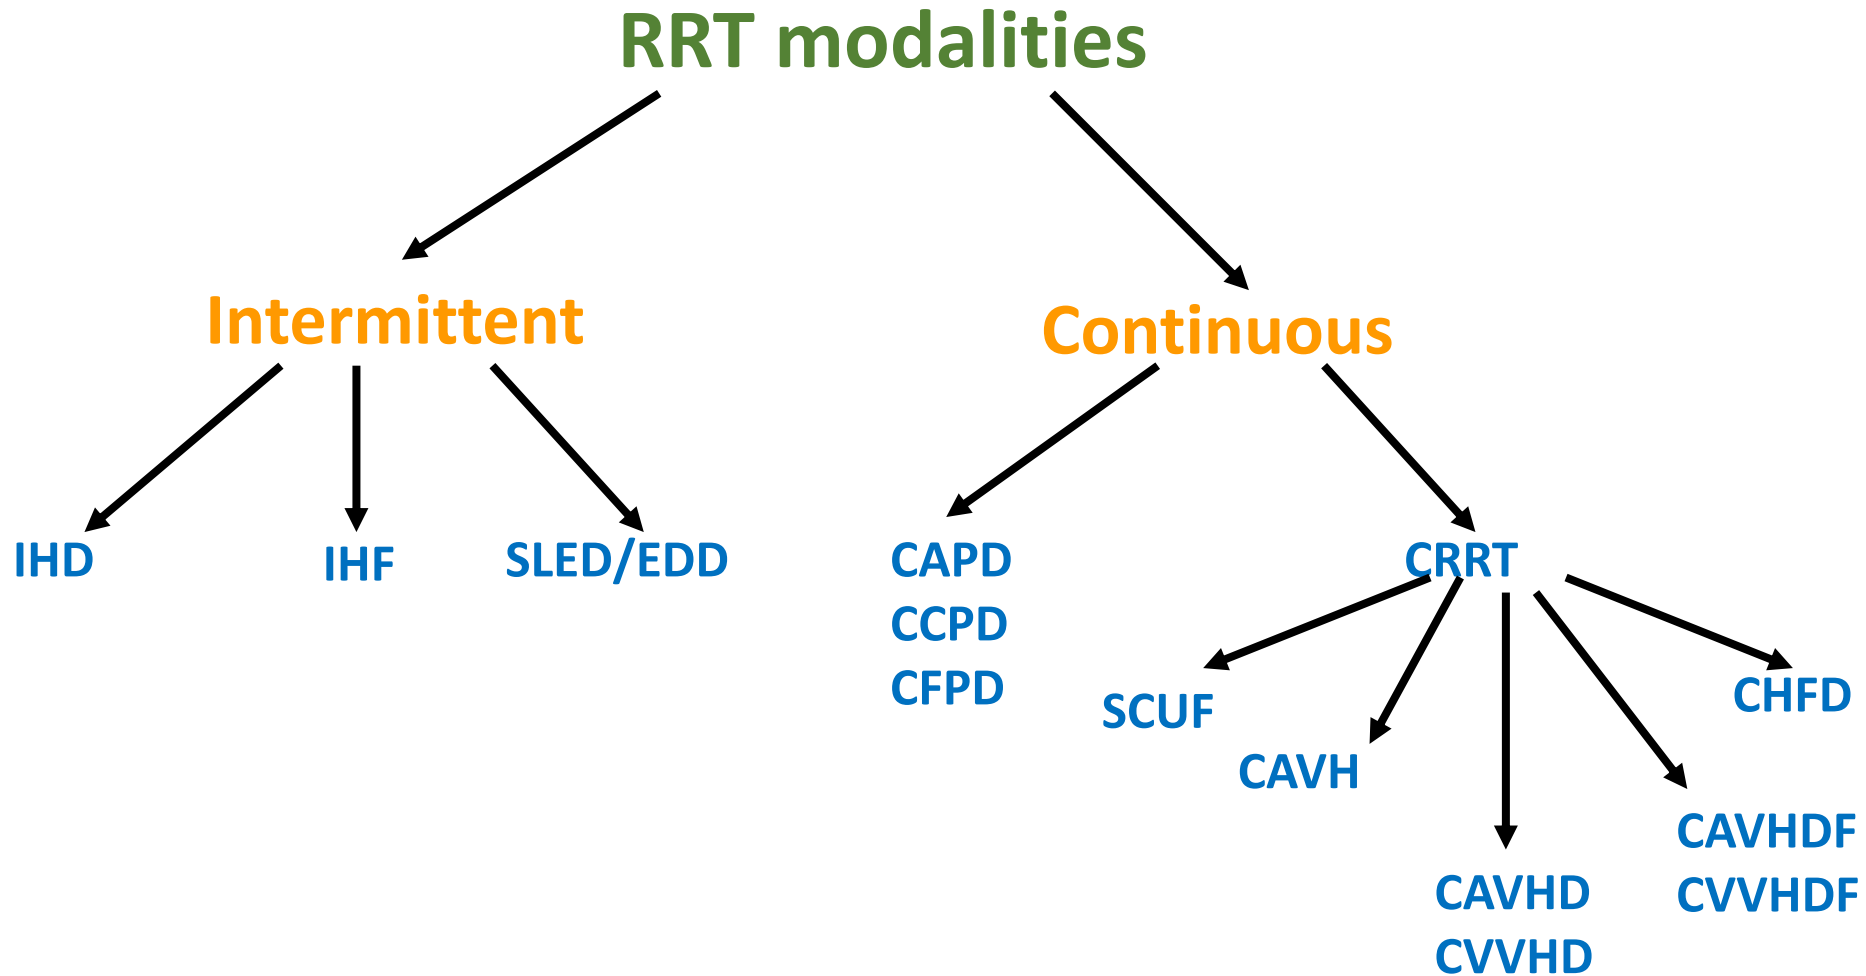 RRT modalities
Intermittent
Continuous
IHD
IHF
SLED/EDD
CAPD
CCPD
CFPD
CRRT
SCUF
CAVH
CAVHD
CVVHD
CAVHDF
CVVHDF
CHFD